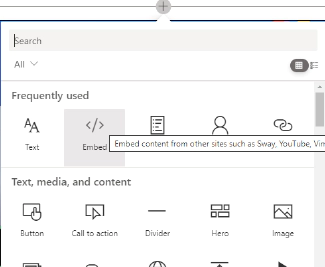 Search
All
Frequently used
Text
Embed
Embed content from other sites such as Sway, YouTube, Vim
Text, media, and content
Button
Call to action
Divider
Hero
Image